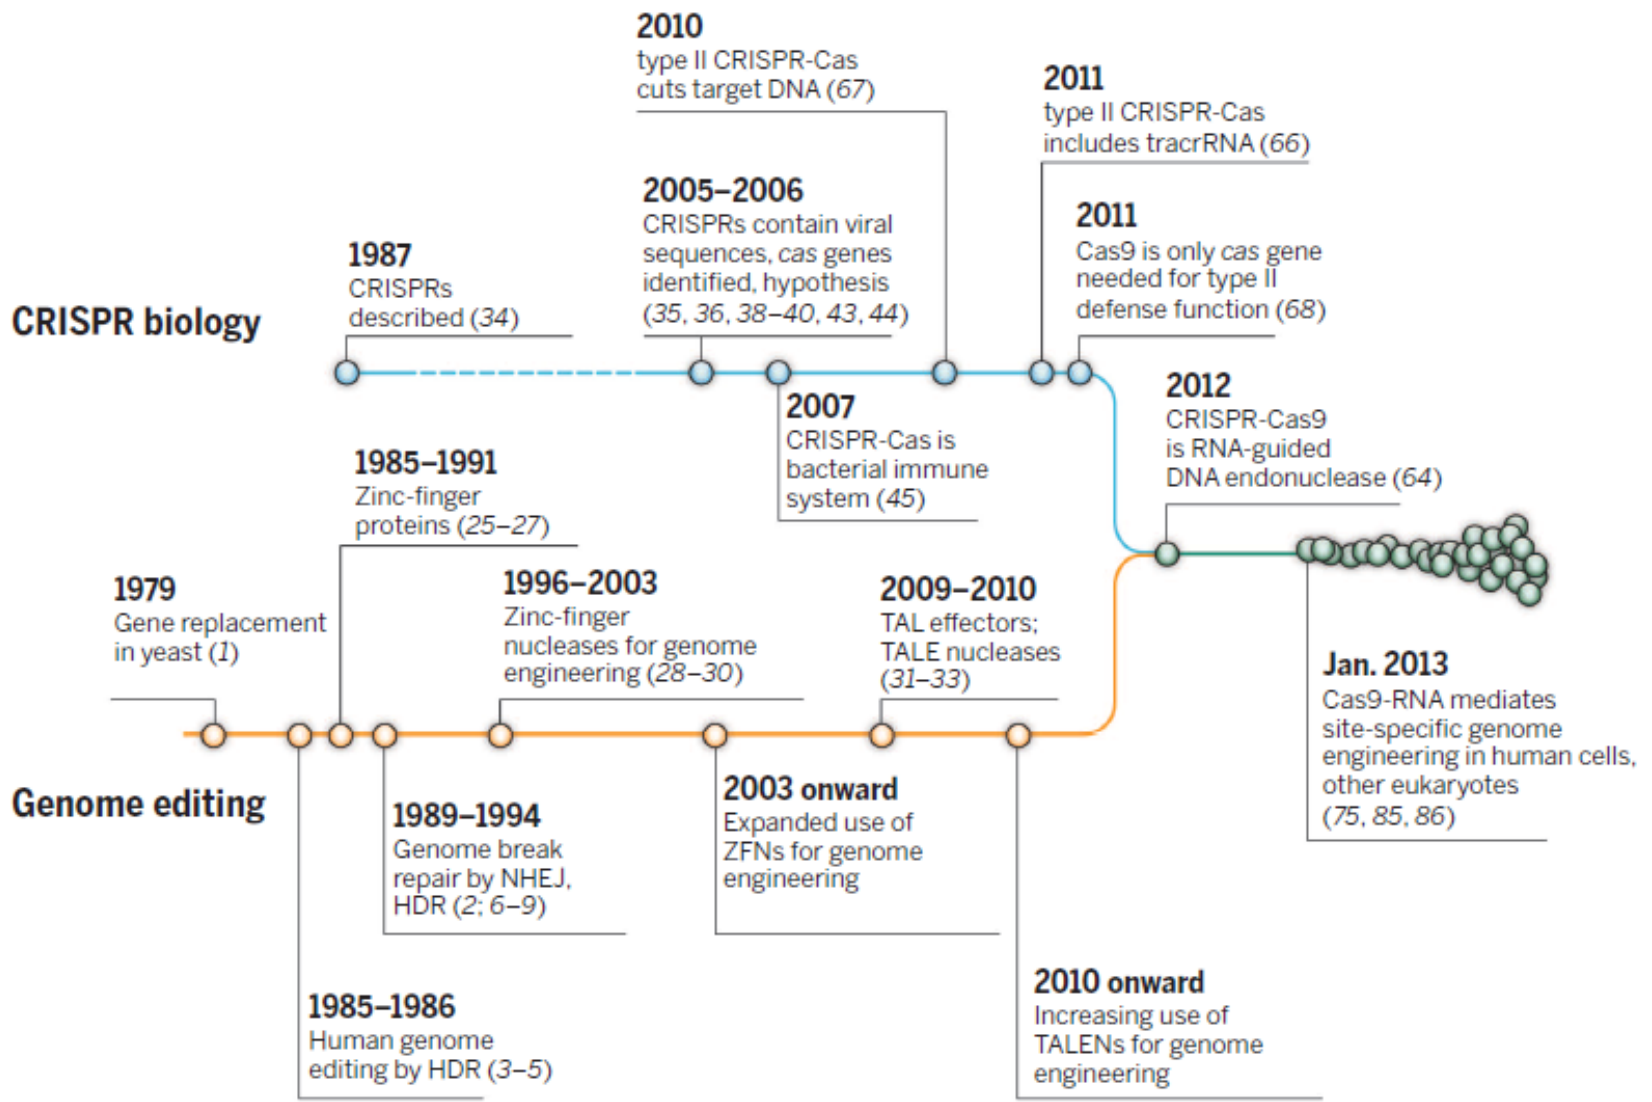 2010
type II CRISPR-Cas
cuts target DNA (67)
2011
type II CRISPR-Cas
includes tracrRNA (66)
2005–2006
CRISPRs contain viral
sequences, cas genes
identified, hypothesis
(35, 36, 38–40, 43, 44)
2011
Cas9 is only cas gene
needed for type II
defense function (68)
1987
CRISPRs
described (34)
CRISPR biology
2007
CRISPR-Cas is
bacterial immune
system (45)
2012
CRISPR-Cas9
is RNA-guided
DNA endonuclease (64)
1985–1991
Zinc-finger
proteins (25–27)
1979
Gene replacement
in yeast (1)
1996–2003
Zinc-finger
nucleases for genome
engineering (28–30)
2009–2010
TAL effectors;
TALE nucleases
(31–33)
Jan. 2013
Cas9-RNA mediates
site-specific genome
engineering in human cells,
other eukaryotes
(75, 85, 86)
Genome editing
1989–1994
Genome break
repair by NHEJ,
HDR (2; 6–9)
2003 onward
Expanded use of
ZFNs for genome
engineering
1985–1986
Human genome
editing by HDR (3–5)
2010 onward
Increasing use of
TALENs for genome
engineering